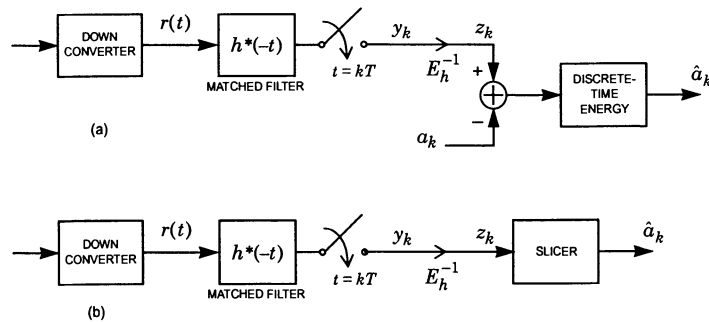 DOWN
CONVERTER
r(t)
h*(-t)
MATCHED FILTER
t = kT
y_k
E_h^{-1}
z_k
+
−
a_k
DISCRETE-
TIME
ENERGY
â_k
(a)
DOWN
CONVERTER
r(t)
h*(-t)
MATCHED FILTER
t = kT
y_k
E_h^{-1}
z_k
SLICER
â_k
(b)